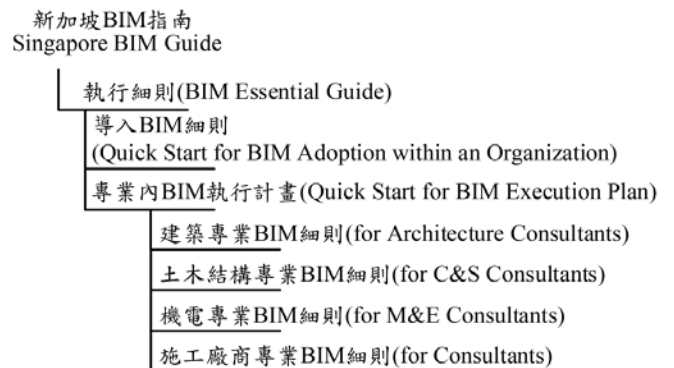 新加坡BIM指南
Singapore BIM Guide
執行細則(BIM Essential Guide)
導入BIM細則
(Quick Start for BIM Adoption within an Organization)
專業內BIM執行計畫(Quick Start for BIM Execution Plan)
建築專業BIM細則(for Architecture Consultants)
土木結構專業BIM細則(for C&S Consultants)
機電專業BIM細則(for M&E Consultants)
施工廠商專業BIM細則(for Consultants)